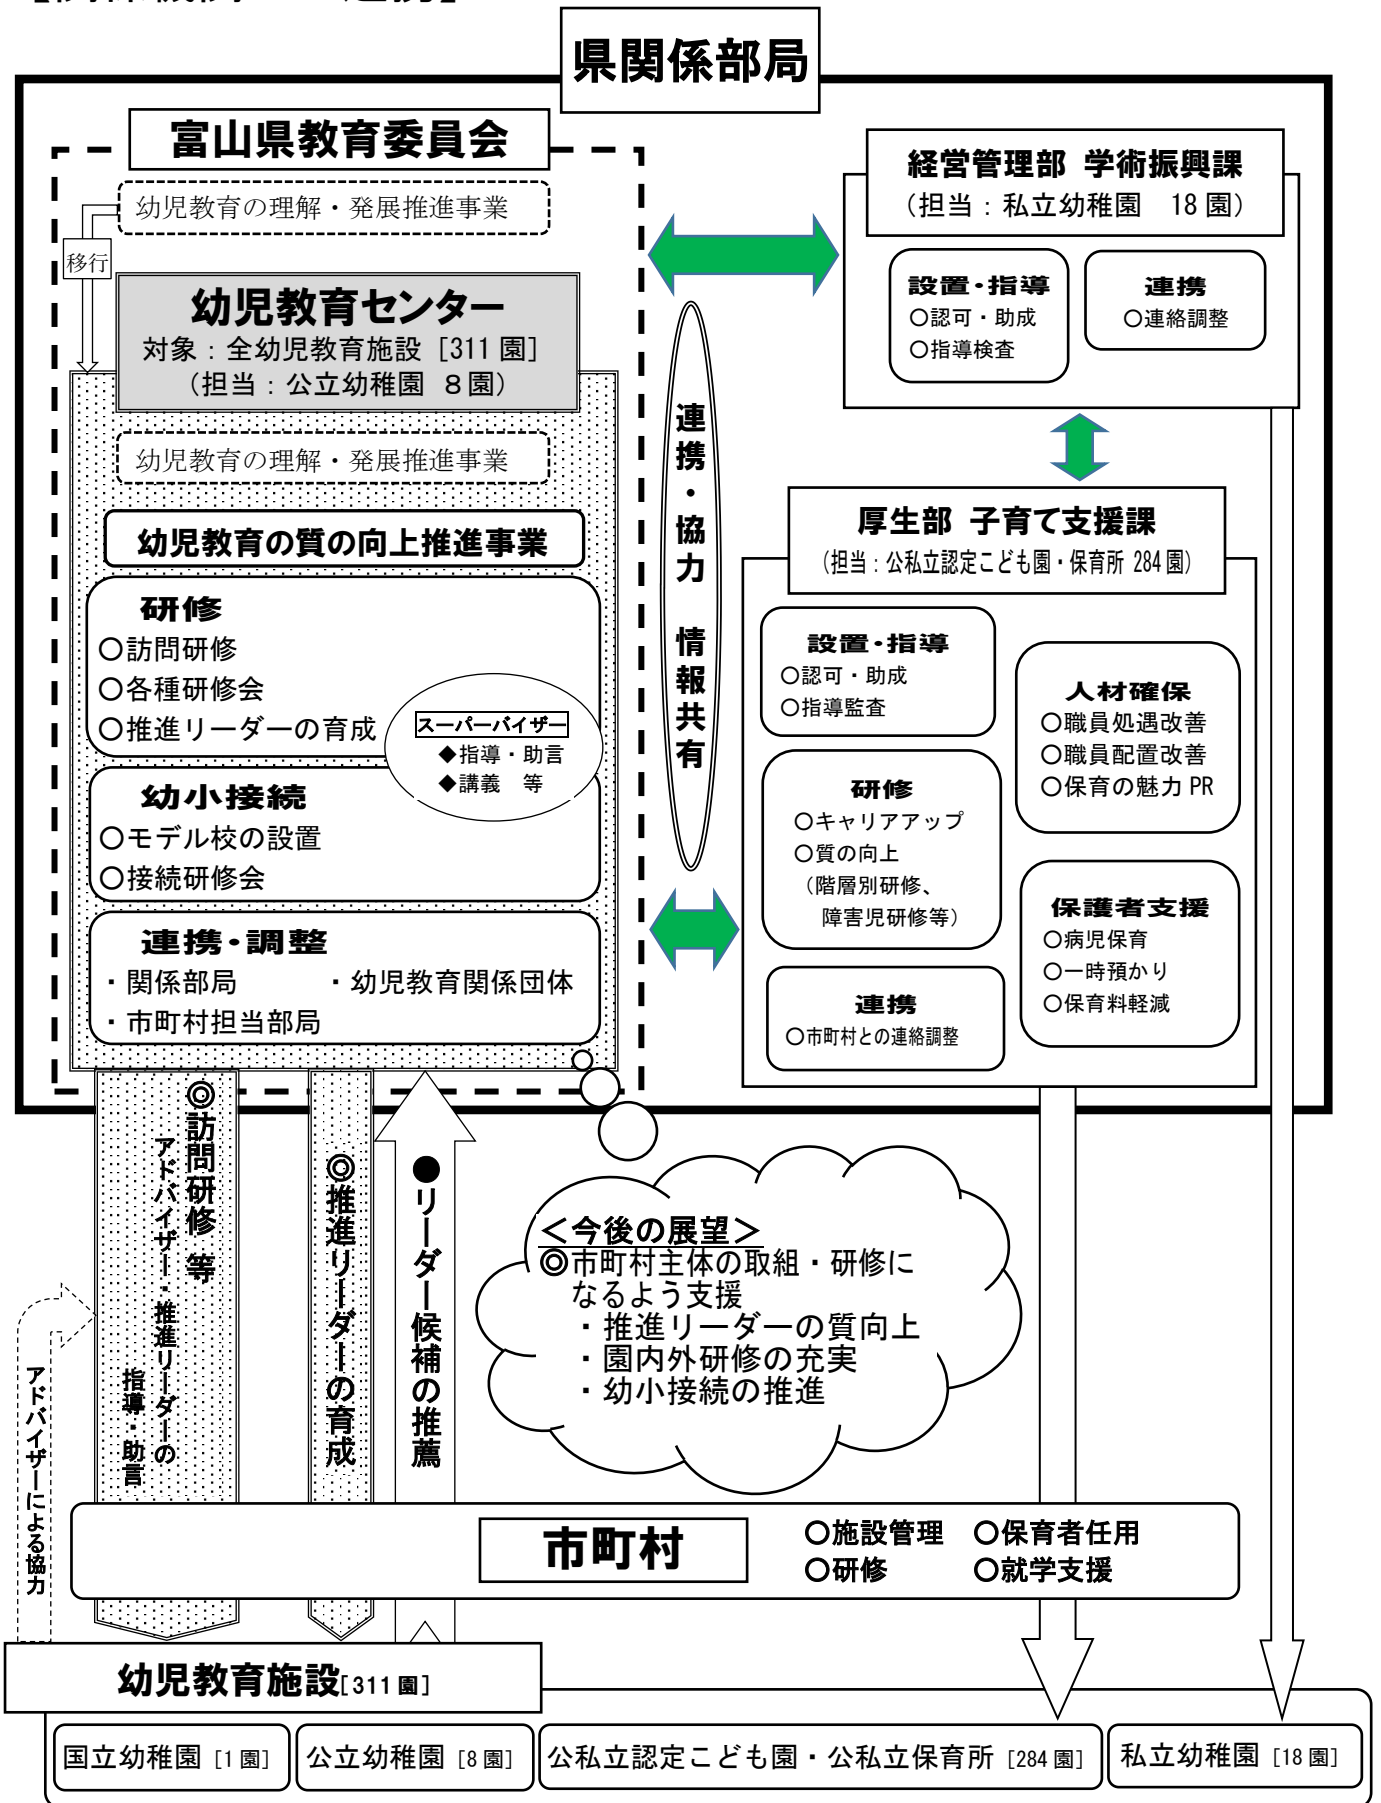 県関係部局
富山県教育委員会
幼児教育の理解・発展推進事業
移行
幼児教育センター
対象：全幼児教育施設［311園］
（担当：公立幼稚園　８園）
幼児教育の理解・発展推進事業
幼児教育の質の向上推進事業
研修
○訪問研修
○各種研修会
○推進リーダーの育成
スーパーバイザー
◆指導・助言
◆講義　等
幼小接続
○モデル校の設置
○接続研修会
連携・調整
・関係部局　　　・幼児教育関係団体
・市町村担当部局
連携・協力　情報共有
経営管理部 学術振興課
（担当：私立幼稚園　18園）
設置・指導
○認可・助成
○指導検査
連携
○連絡調整
厚生部 子育て支援課
（担当：公私立認定こども園・保育所 284園）
設置・指導
○認可・助成
○指導監査
研修
○キャリアアップ
○質の向上
（階層別研修、
障害児研修等）
連携
○市町村との連絡調整
人材確保
○職員処遇改善
○職員配置改善
○保育の魅力PR
保護者支援
○病児保育
○一時預かり
○保育料軽減
◎訪問研修 等
アドバイザー・推進リーダーの
指導・助言
◎推進リーダーの育成
●リーダー候補の推薦
アドバイザーによる協力
＜今後の展望＞
◎市町村主体の取組・研修に
なるよう支援
・推進リーダーの質向上
・園内外研修の充実
・幼小接続の推進
市町村
○施設管理　○保育者任用
○研修　　　○就学支援
幼児教育施設［311園］
国立幼稚園［1園］
公立幼稚園［8園］
公私立認定こども園・公私立保育所［284園］
私立幼稚園［18園］